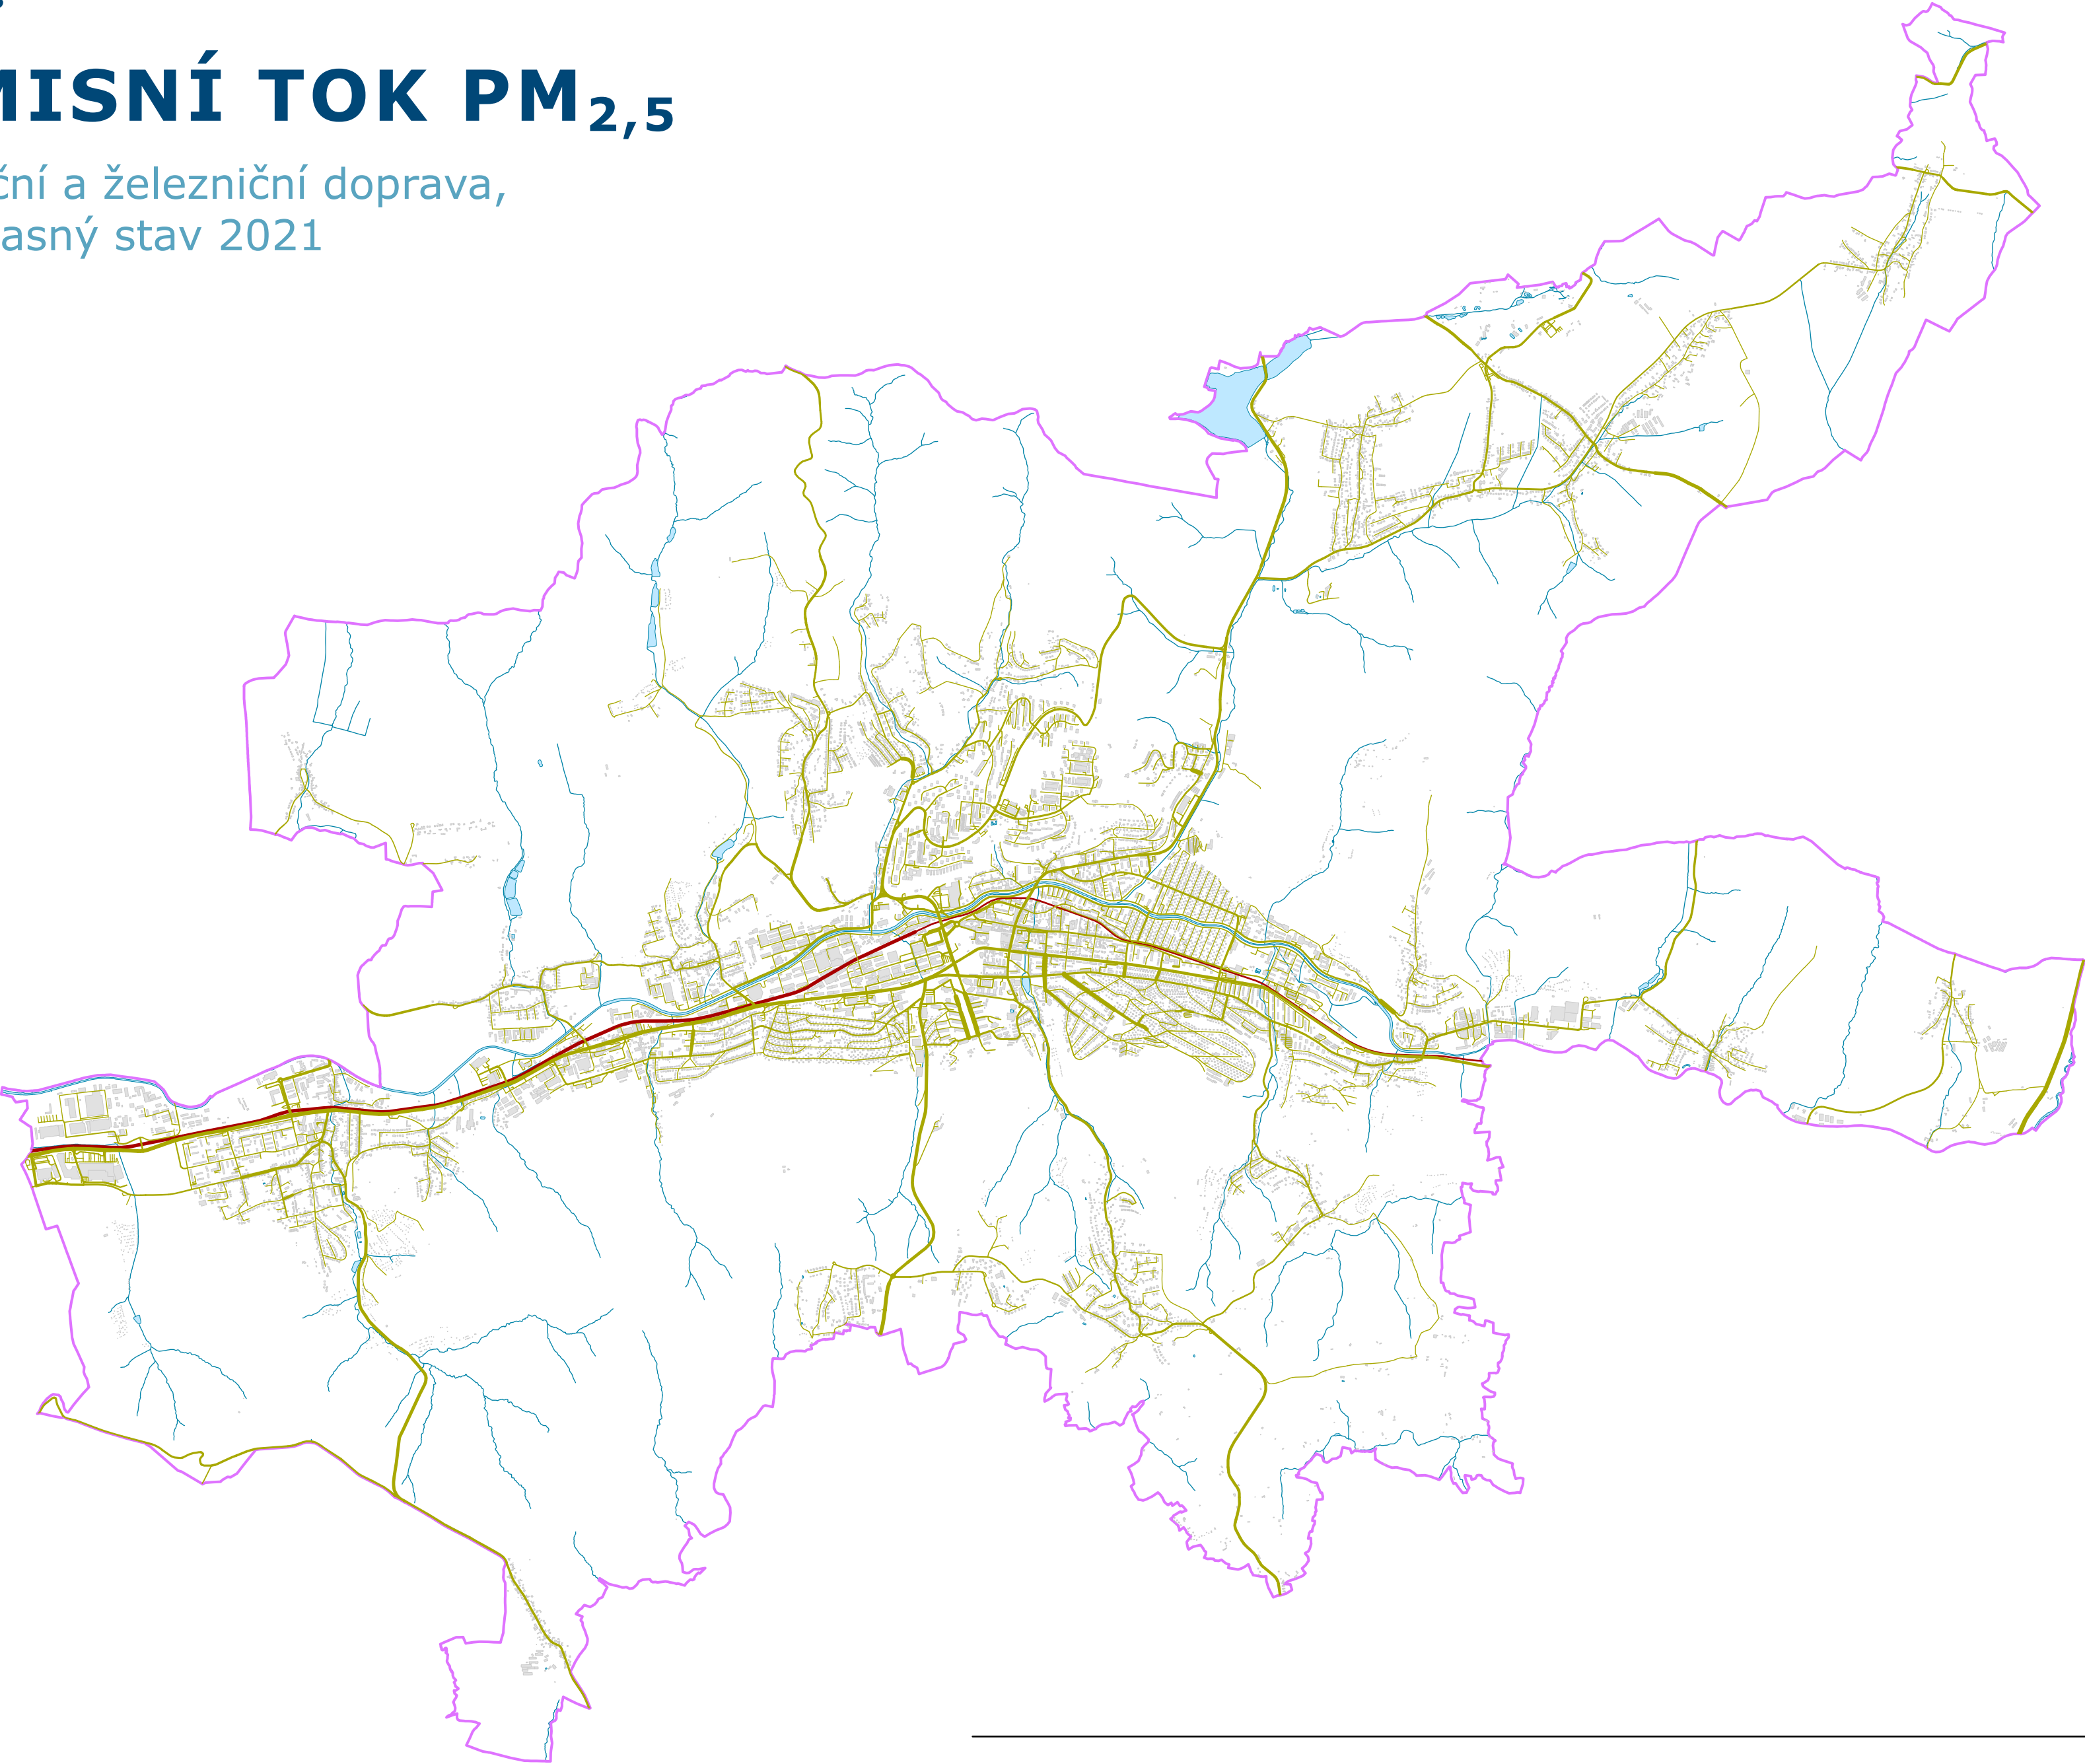 MISNÍ TOK PM2,5
ční a železniční doprava,
asný stav 2021